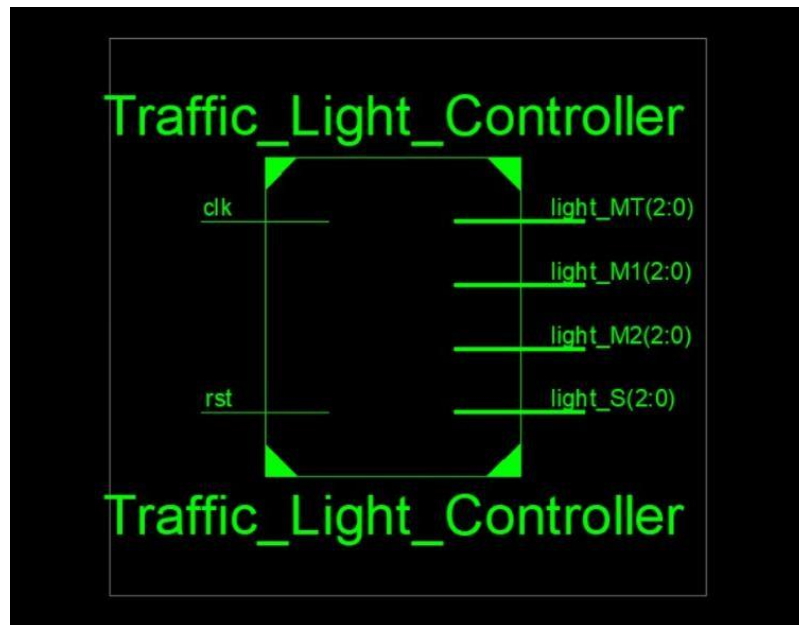 Traffic_Light_Controller
clk
light_MT(2:0)
light_M1(2:0)
light_M2(2:0)
rst
light_S(2:0)
Traffic_Light_Controller